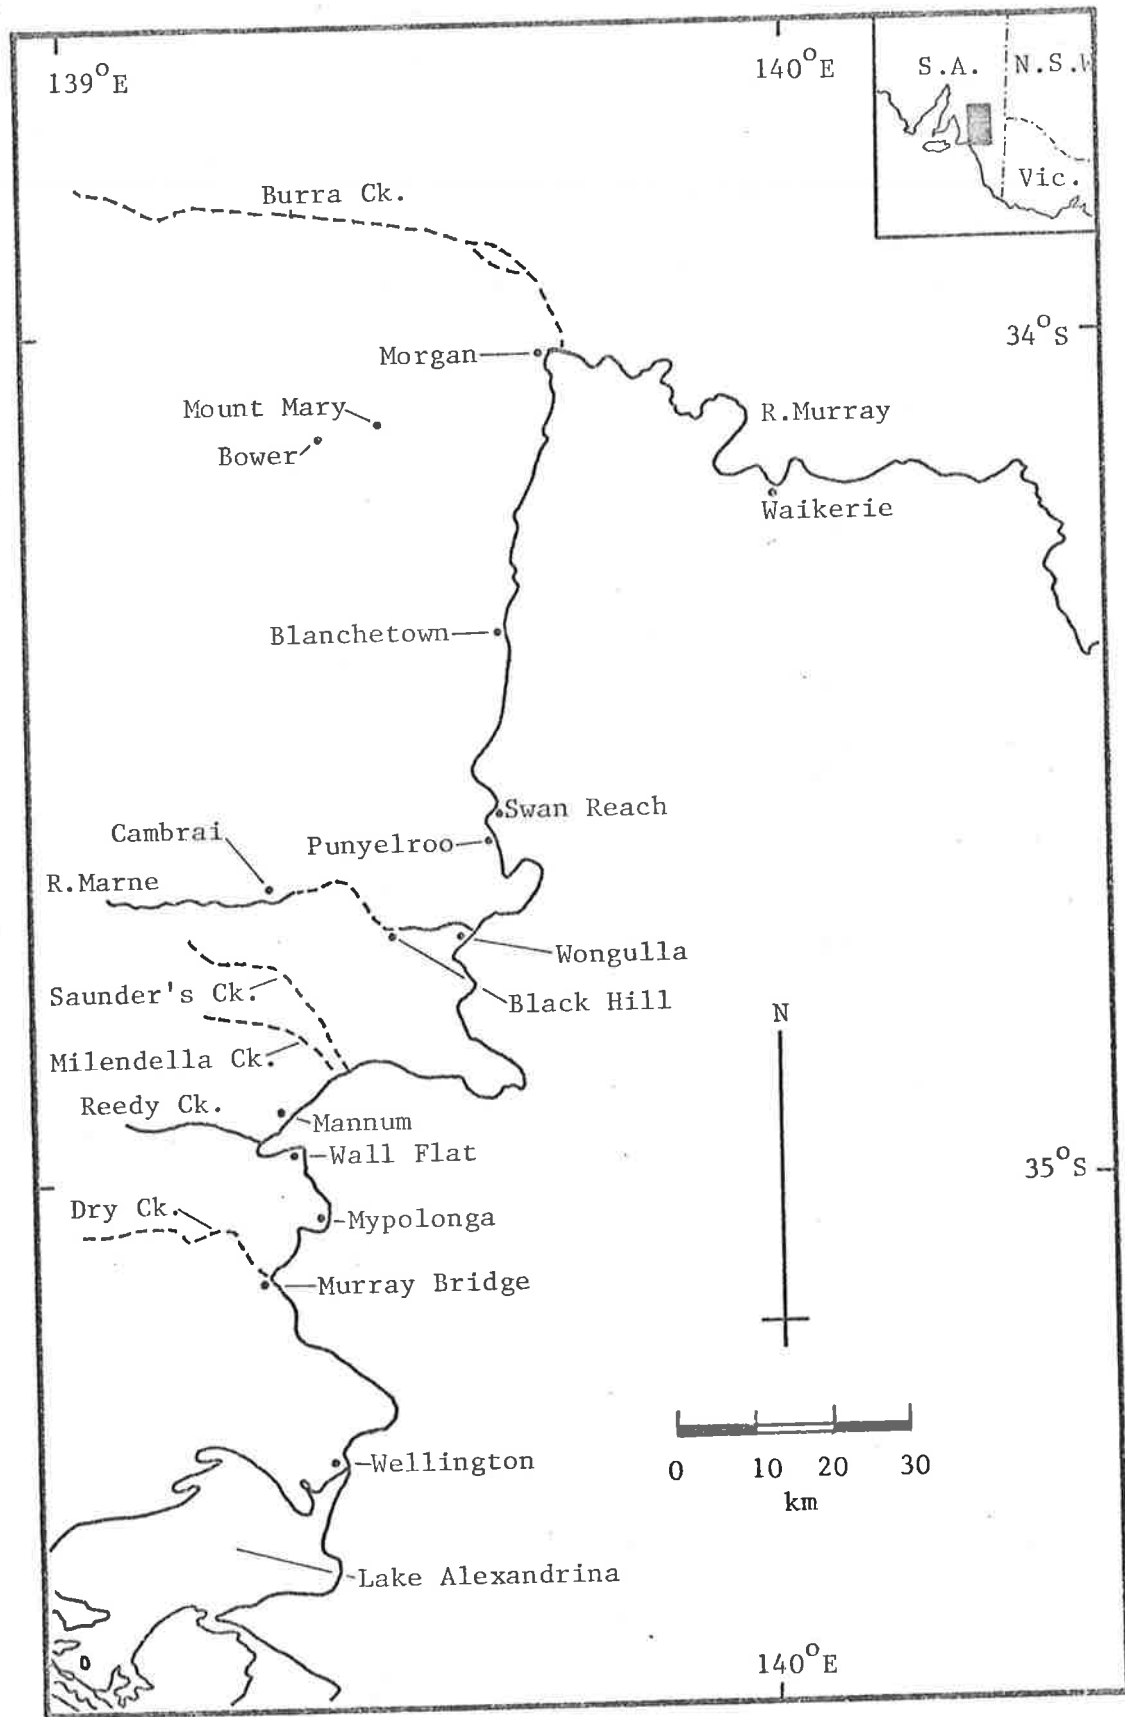 139°E
140°E
S.A.
N.S.W
Vic.
Burra Ck.
34°S
Morgan
Mount Mary
R.Murray
Bower
Waikerie
Blanchetown
Swan Reach
Cambrai
Punyelroo
R.Marne
Wongulla
Saunder's Ck.
Black Hill
N
Milendella Ck.
Reedy Ck.
Mannum
Wall Flat
35°S
Dry Ck.
Mypolonga
Murray Bridge
Wellington
0 10 20 30
km
Lake Alexandrina
140°E